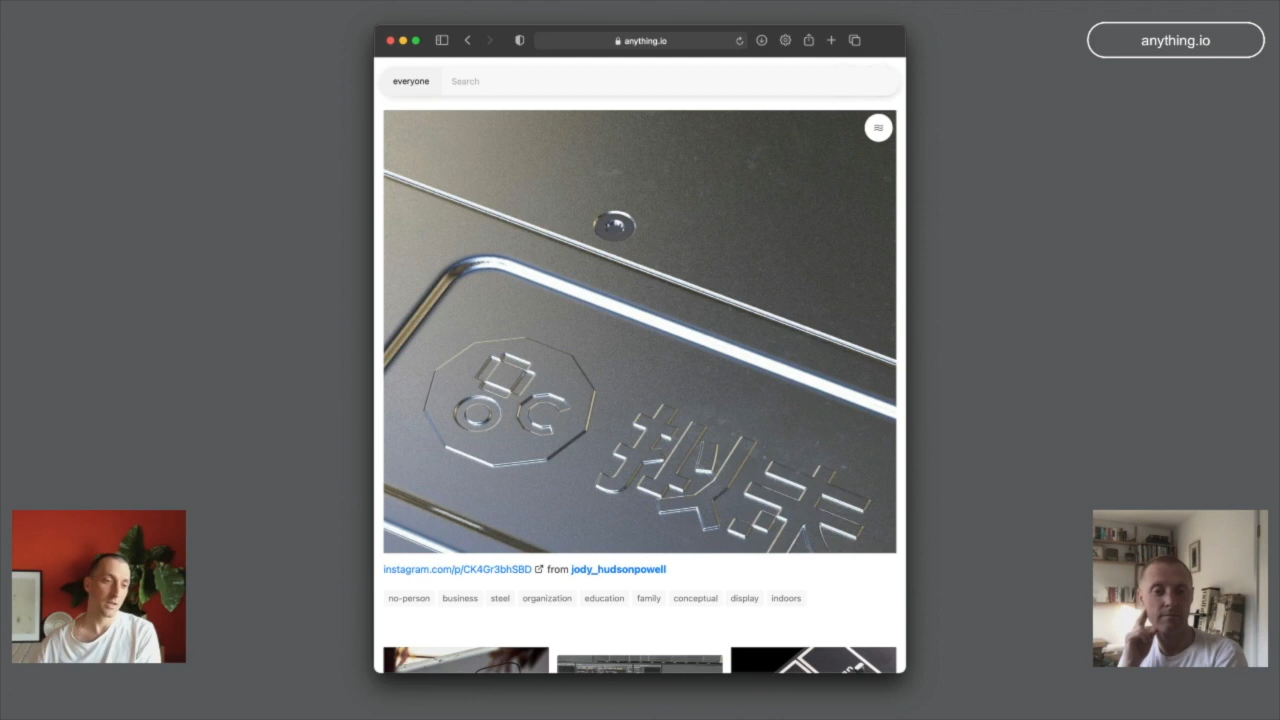 anything.io
anything.io
everyone Search
instagram.com/p/CK4Gr3bhSBD from jody_hudsonpowell
no-person business steel organization education family conceptual display indoors